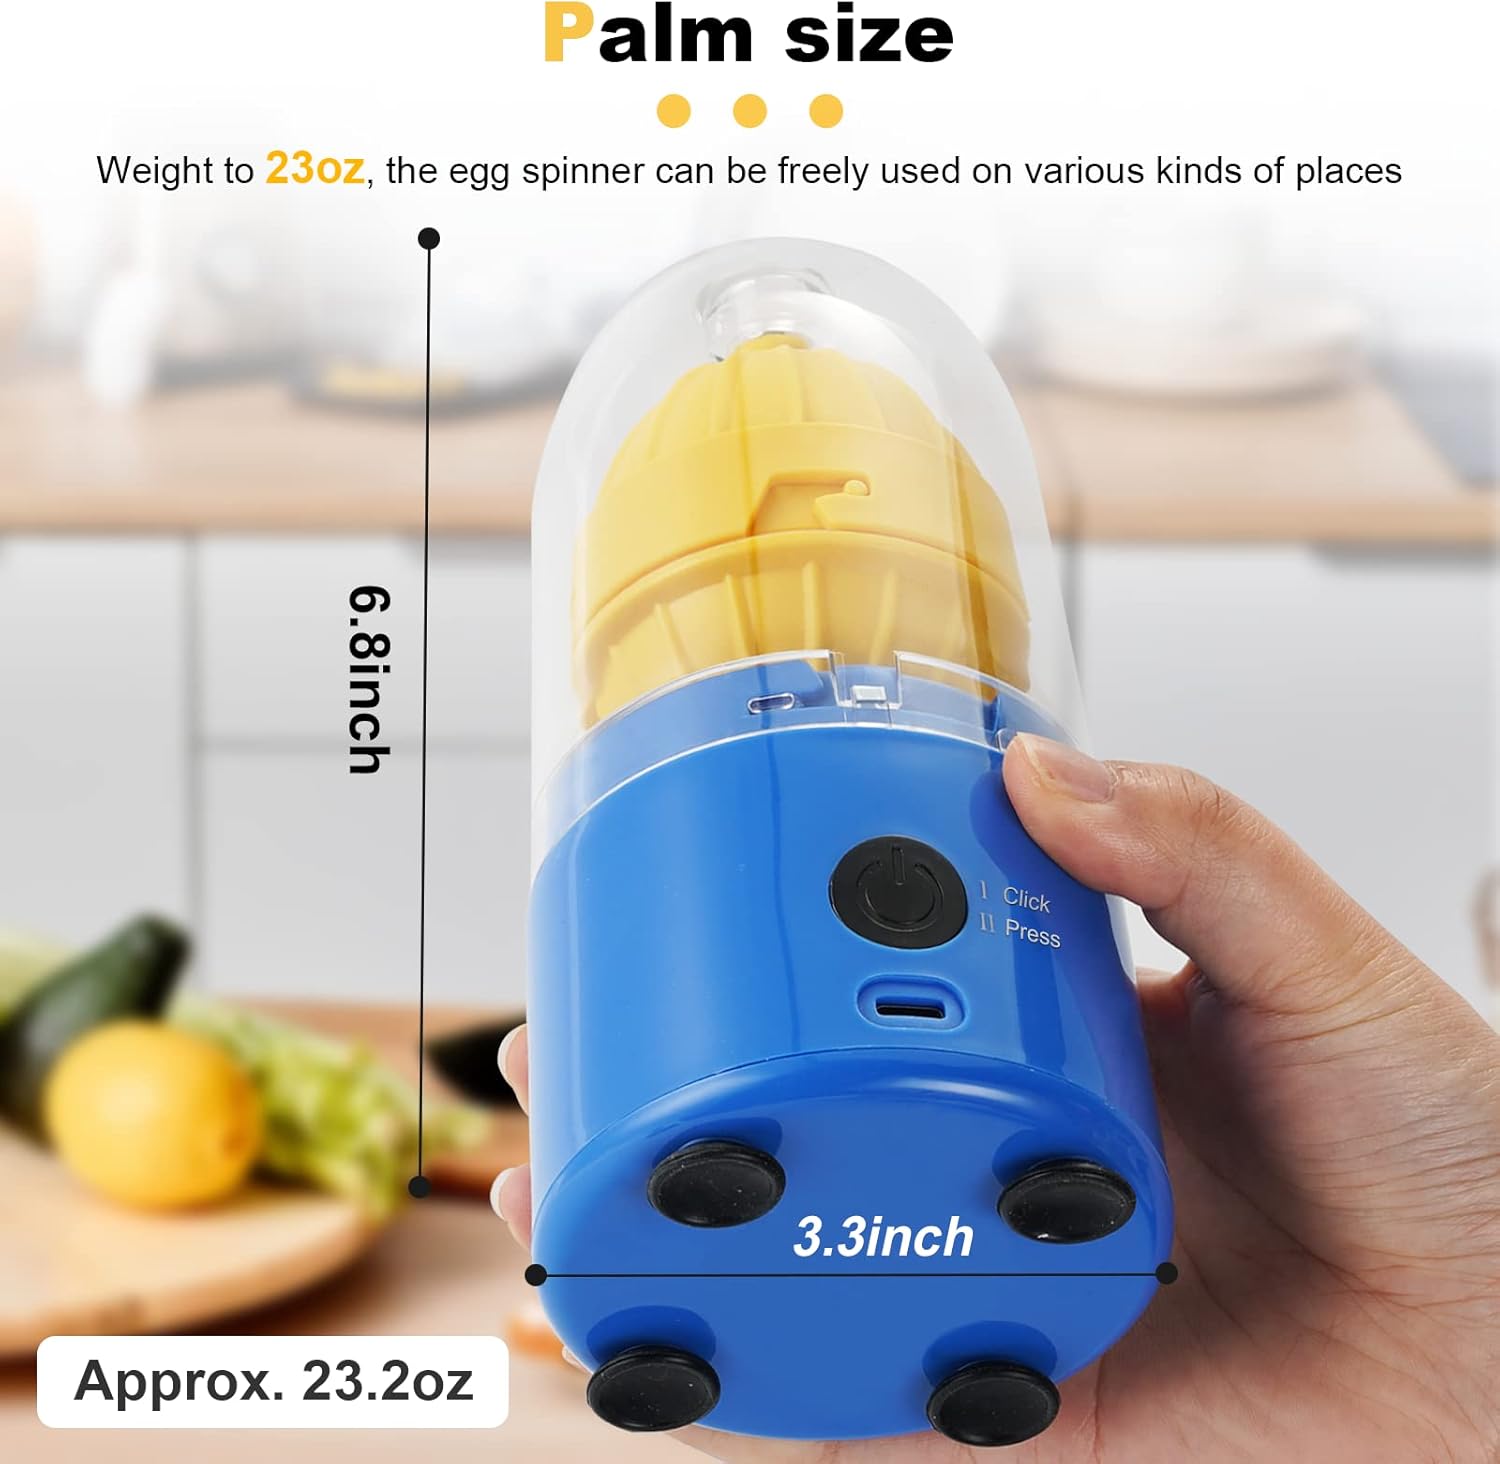 Palm size
Weight to 23oz, the egg spinner can be freely used on various kinds of places
6.8inch
I Click
II Press
3.3inch
Approx. 23.2oz